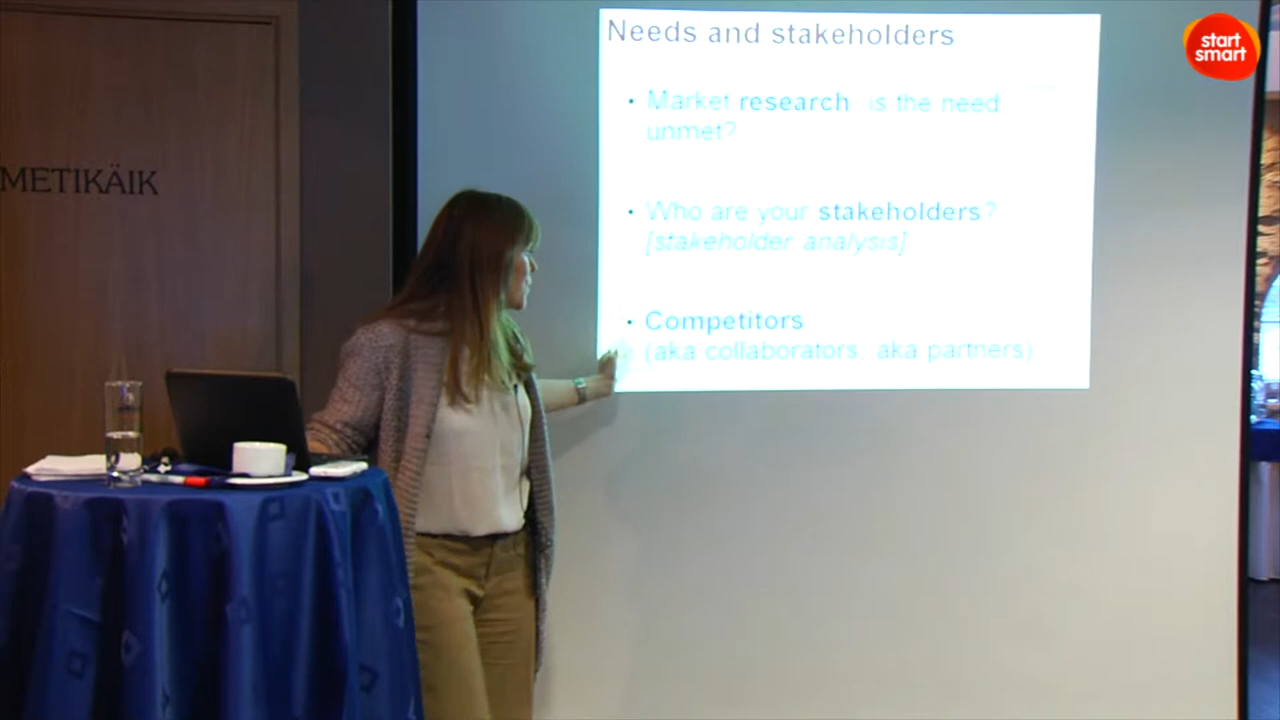 Needs and stakeholders
• Market research is the need
unmet?
• Who are your stakeholders?
[stakeholder analysis]
• Competitors
(aka collaborators, aka partners)
METIKÄIK
start
smart